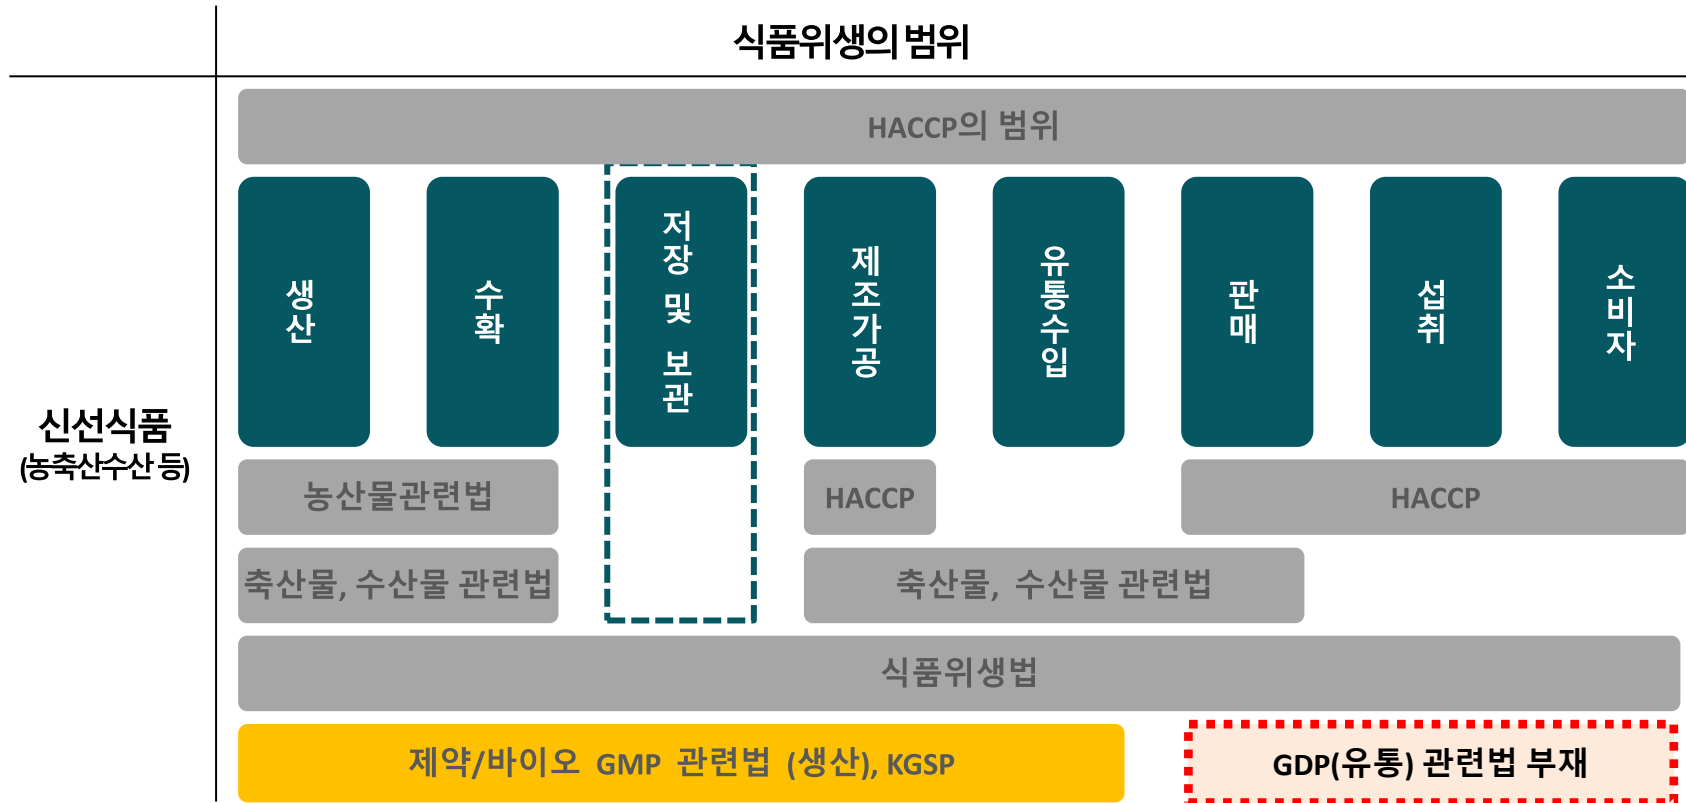 식품위생의 범위
HACCP의 범위
생산
수확
저장 및 보관
제조가공
유통수입
판매
섭취
소비자
신선식품
(농축산수산 등)
농산물관련법
HACCP
HACCP
축산물, 수산물 관련법
축산물, 수산물 관련법
식품위생법
제약/바이오 GMP 관련법 (생산), KGSP
GDP(유통) 관련법 부재